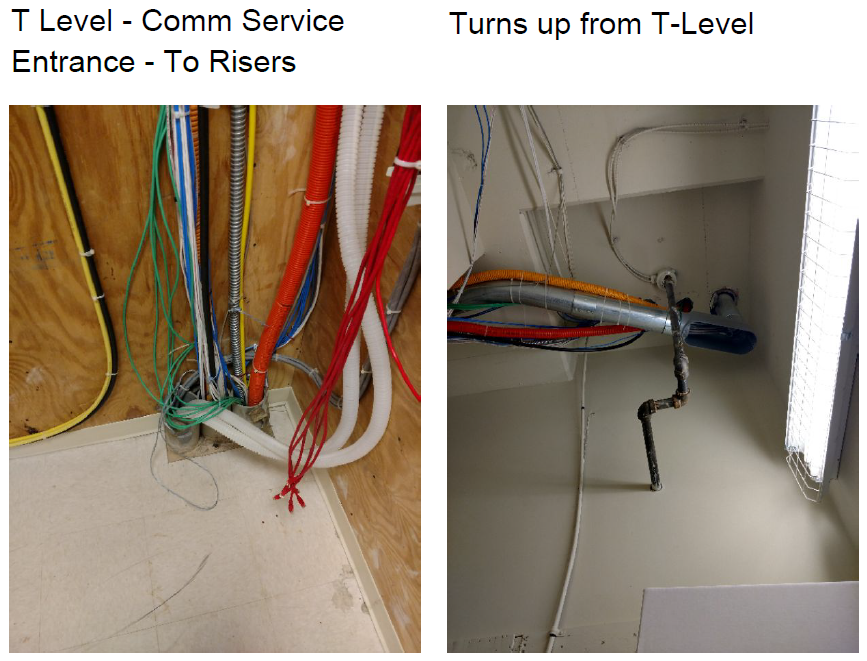 T Level - Comm Service
Entrance - To Risers
Turns up from T-Level